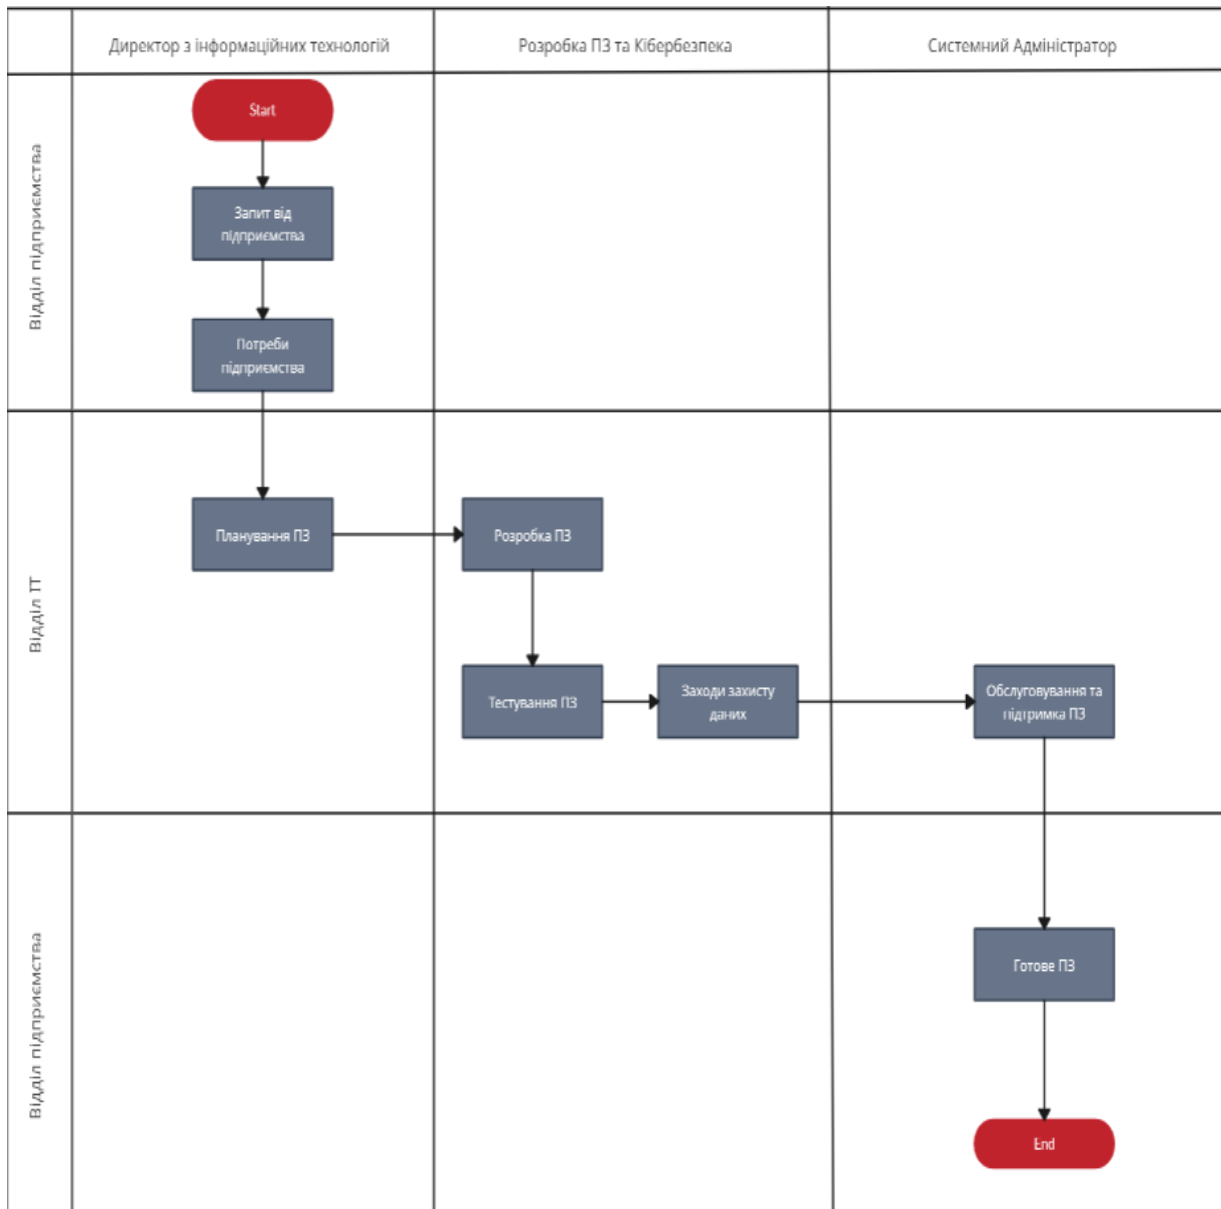 Директор з інформаційних технологій
Розробка ПЗ та Кібербезпека
Системний Адміністратор
Відділ підприємства
Start
Запит від
підприємства
Потреби
підприємства
Відділ ІТ
Планування ПЗ
Розробка ПЗ
Тестування ПЗ
Заходи захисту
даних
Обслуговування та
підтримка ПЗ
Відділ підприємства
Готове ПЗ
End